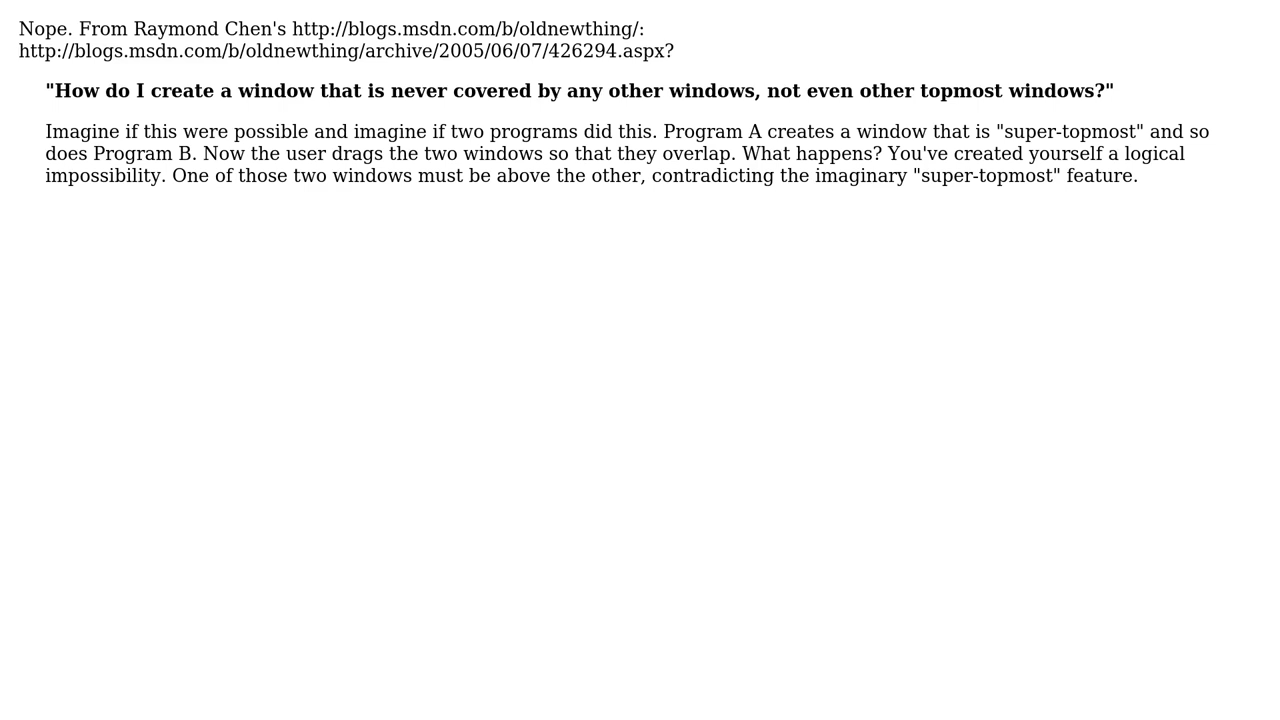 Nope. From Raymond Chen's http://blogs.msdn.com/b/oldnewthing/:
http://blogs.msdn.com/b/oldnewthing/archive/2005/06/07/426294.aspx?
"How do I create a window that is never covered by any other windows, not even other topmost windows?"
Imagine if this were possible and imagine if two programs did this. Program A creates a window that is "super-topmost" and so
does Program B. Now the user drags the two windows so that they overlap. What happens? You've created yourself a logical
impossibility. One of those two windows must be above the other, contradicting the imaginary "super-topmost" feature.